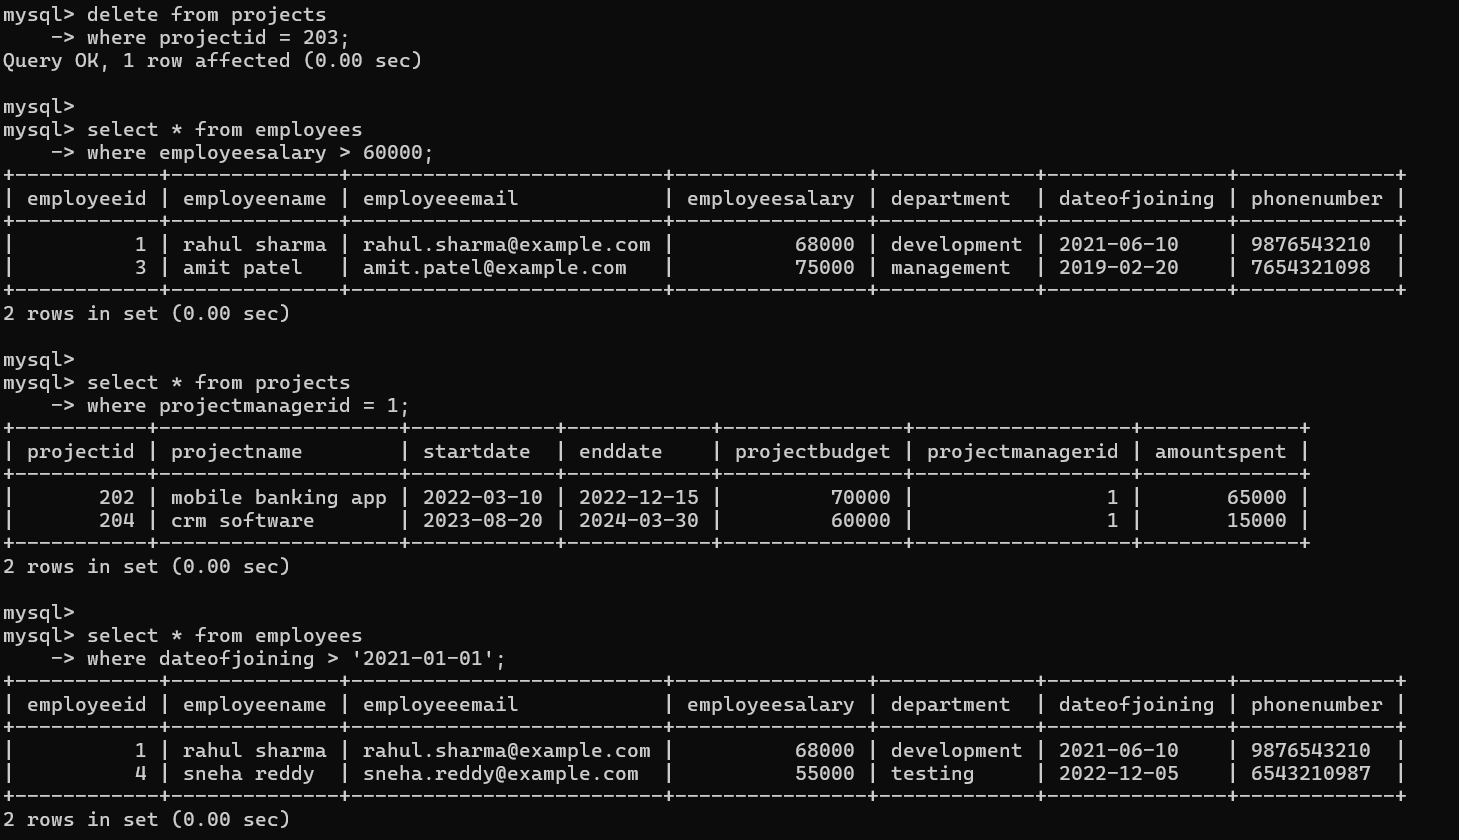 mysql> delete from projects
    -> where projectid = 203;
Query OK, 1 row affected (0.00 sec)

mysql>
mysql> select * from employees
    -> where employeesalary > 60000;
+------------+--------------+--------------------------+----------------+-------------+---------------+-------------+
| employeeid | employeename | employeeemail            | employeesalary | department  | dateofjoining | phonenumber |
+------------+--------------+--------------------------+----------------+-------------+---------------+-------------+
|          1 | rahul sharma | rahul.sharma@example.com |          68000 | development | 2021-06-10    | 9876543210  |
|          3 | amit patel   | amit.patel@example.com   |          75000 | management  | 2019-02-20    | 7654321098  |
+------------+--------------+--------------------------+----------------+-------------+---------------+-------------+
2 rows in set (0.00 sec)

mysql>
mysql> select * from projects
    -> where projectmanagerid = 1;
+-----------+--------------------+------------+------------+---------------+------------------+-------------+
| projectid | projectname        | startdate  | enddate    | projectbudget | projectmanagerid | amountspent |
+-----------+--------------------+------------+------------+---------------+------------------+-------------+
|       202 | mobile banking app | 2022-03-10 | 2022-12-15 |         70000 |                1 |       65000 |
|       204 | crm software       | 2023-08-20 | 2024-03-30 |         60000 |                1 |       15000 |
+-----------+--------------------+------------+------------+---------------+------------------+-------------+
2 rows in set (0.00 sec)

mysql>
mysql> select * from employees
    -> where dateofjoining > '2021-01-01';
+------------+--------------+--------------------------+----------------+-------------+---------------+-------------+
| employeeid | employeename | employeeemail            | employeesalary | department  | dateofjoining | phonenumber |
+------------+--------------+--------------------------+----------------+-------------+---------------+-------------+
|          1 | rahul sharma | rahul.sharma@example.com |          68000 | development | 2021-06-10    | 9876543210  |
|          4 | sneha reddy  | sneha.reddy@example.com  |          55000 | testing     | 2022-12-05    | 6543210987  |
+------------+--------------+--------------------------+----------------+-------------+---------------+-------------+
2 rows in set (0.00 sec)